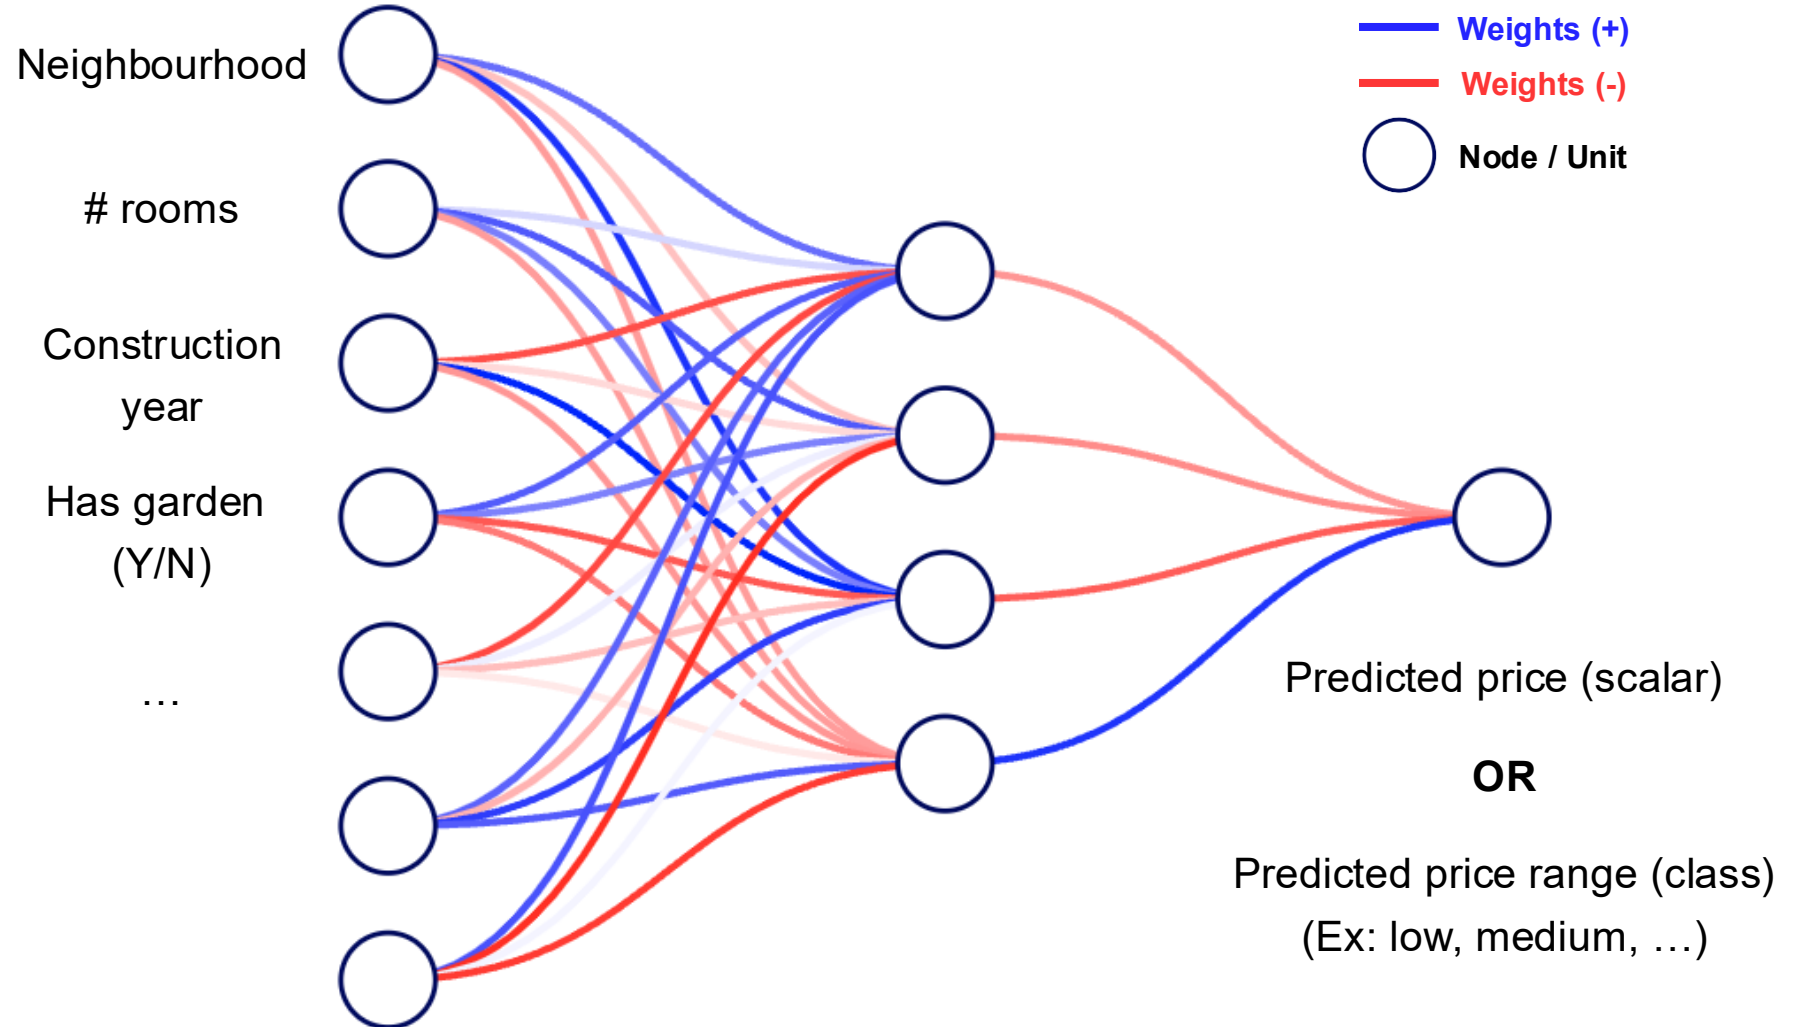 Neighbourhood
# rooms
Construction
year
Has garden
(Y/N)
…
Weights (+)
Weights (-)
Node / Unit
Predicted price (scalar)
OR
Predicted price range (class)
(Ex: low, medium, …)